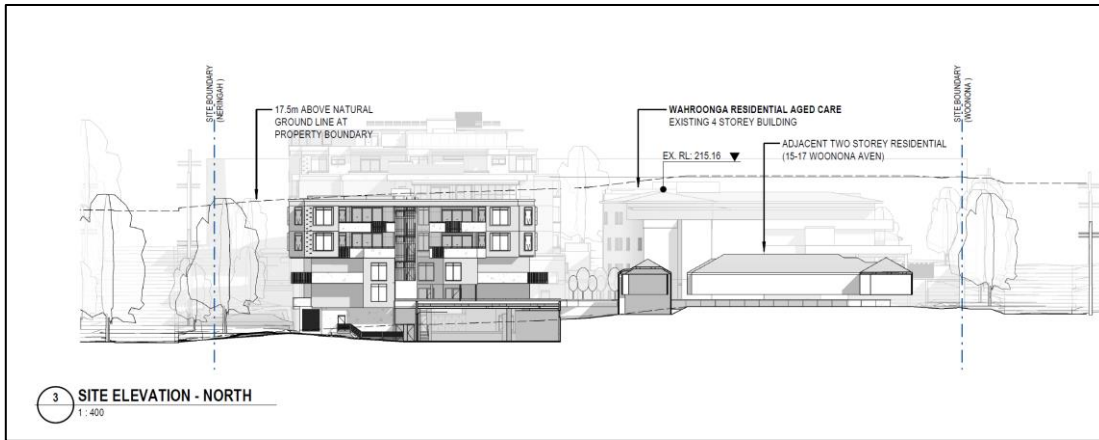 SITE BOUNDARY
(NERINGAH )
17.5m ABOVE NATURAL
GROUND LINE AT
PROPERTY BOUNDARY
WAHROONGA RESIDENTIAL AGED CARE
EXISTING 4 STOREY BUILDING
EX. RL: 215.16
ADJACENT TWO STOREY RESIDENTIAL
(15-17 WOONONA AVEN)
SITE BOUNDARY
(WOONONA )
3 SITE ELEVATION - NORTH
1 : 400